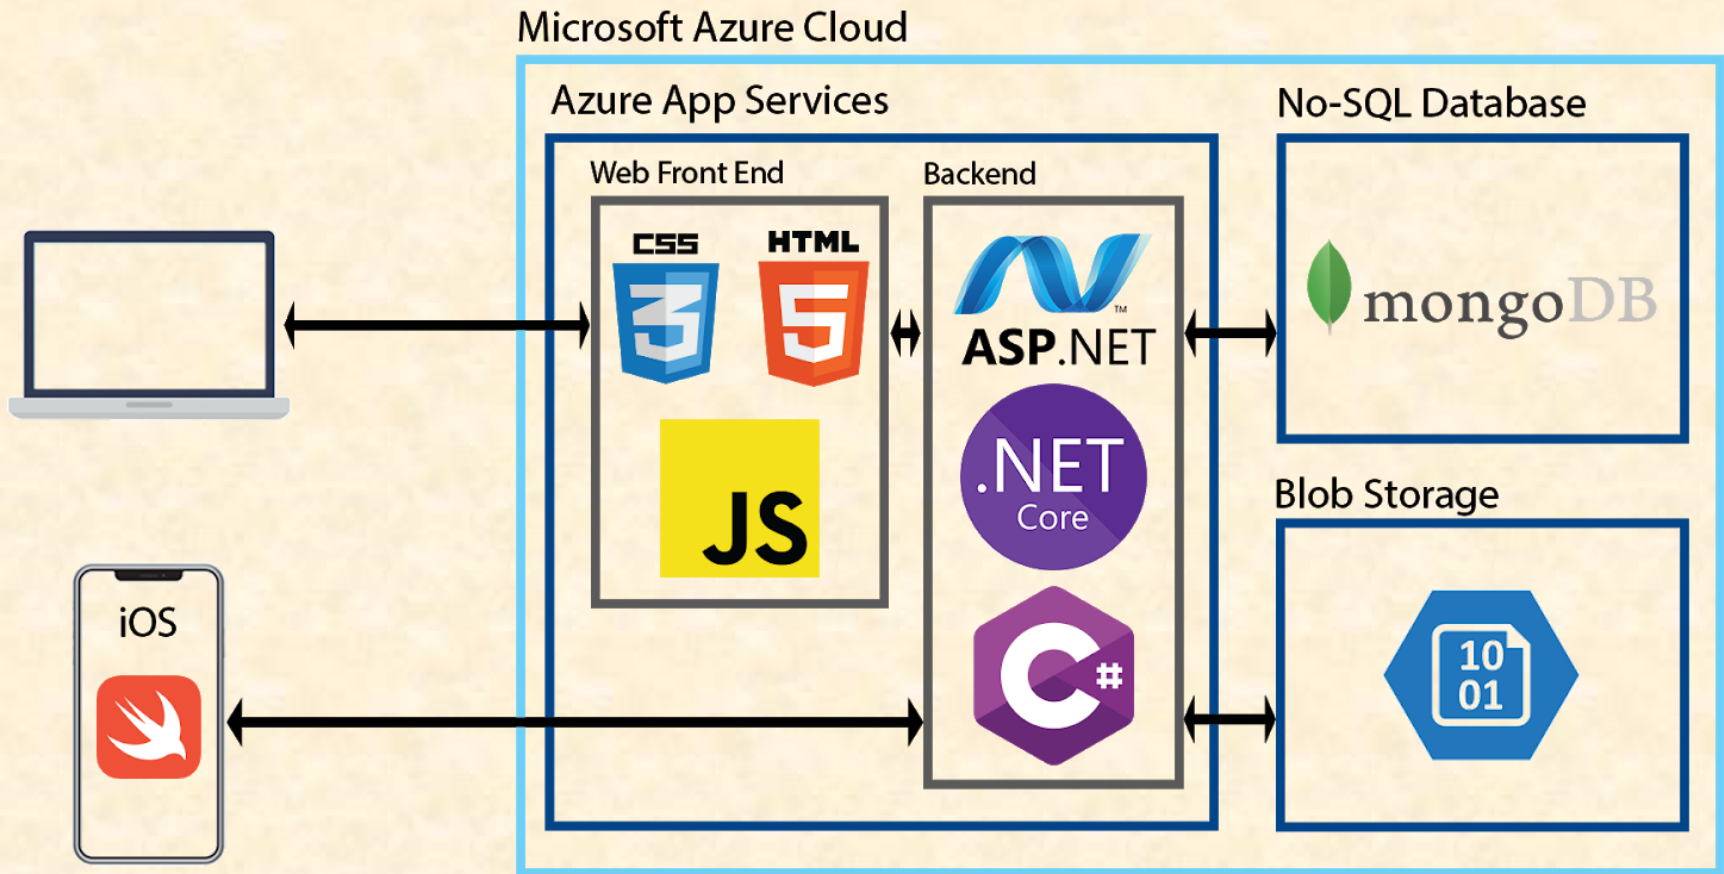 Microsoft Azure Cloud
Azure App Services
No-SQL Database
Web Front End
Backend
CSS
3
HTML
5
JS
TM
ASP.NET
.NET
Core
C#
mongoDB
Blob Storage
10
01
iOS